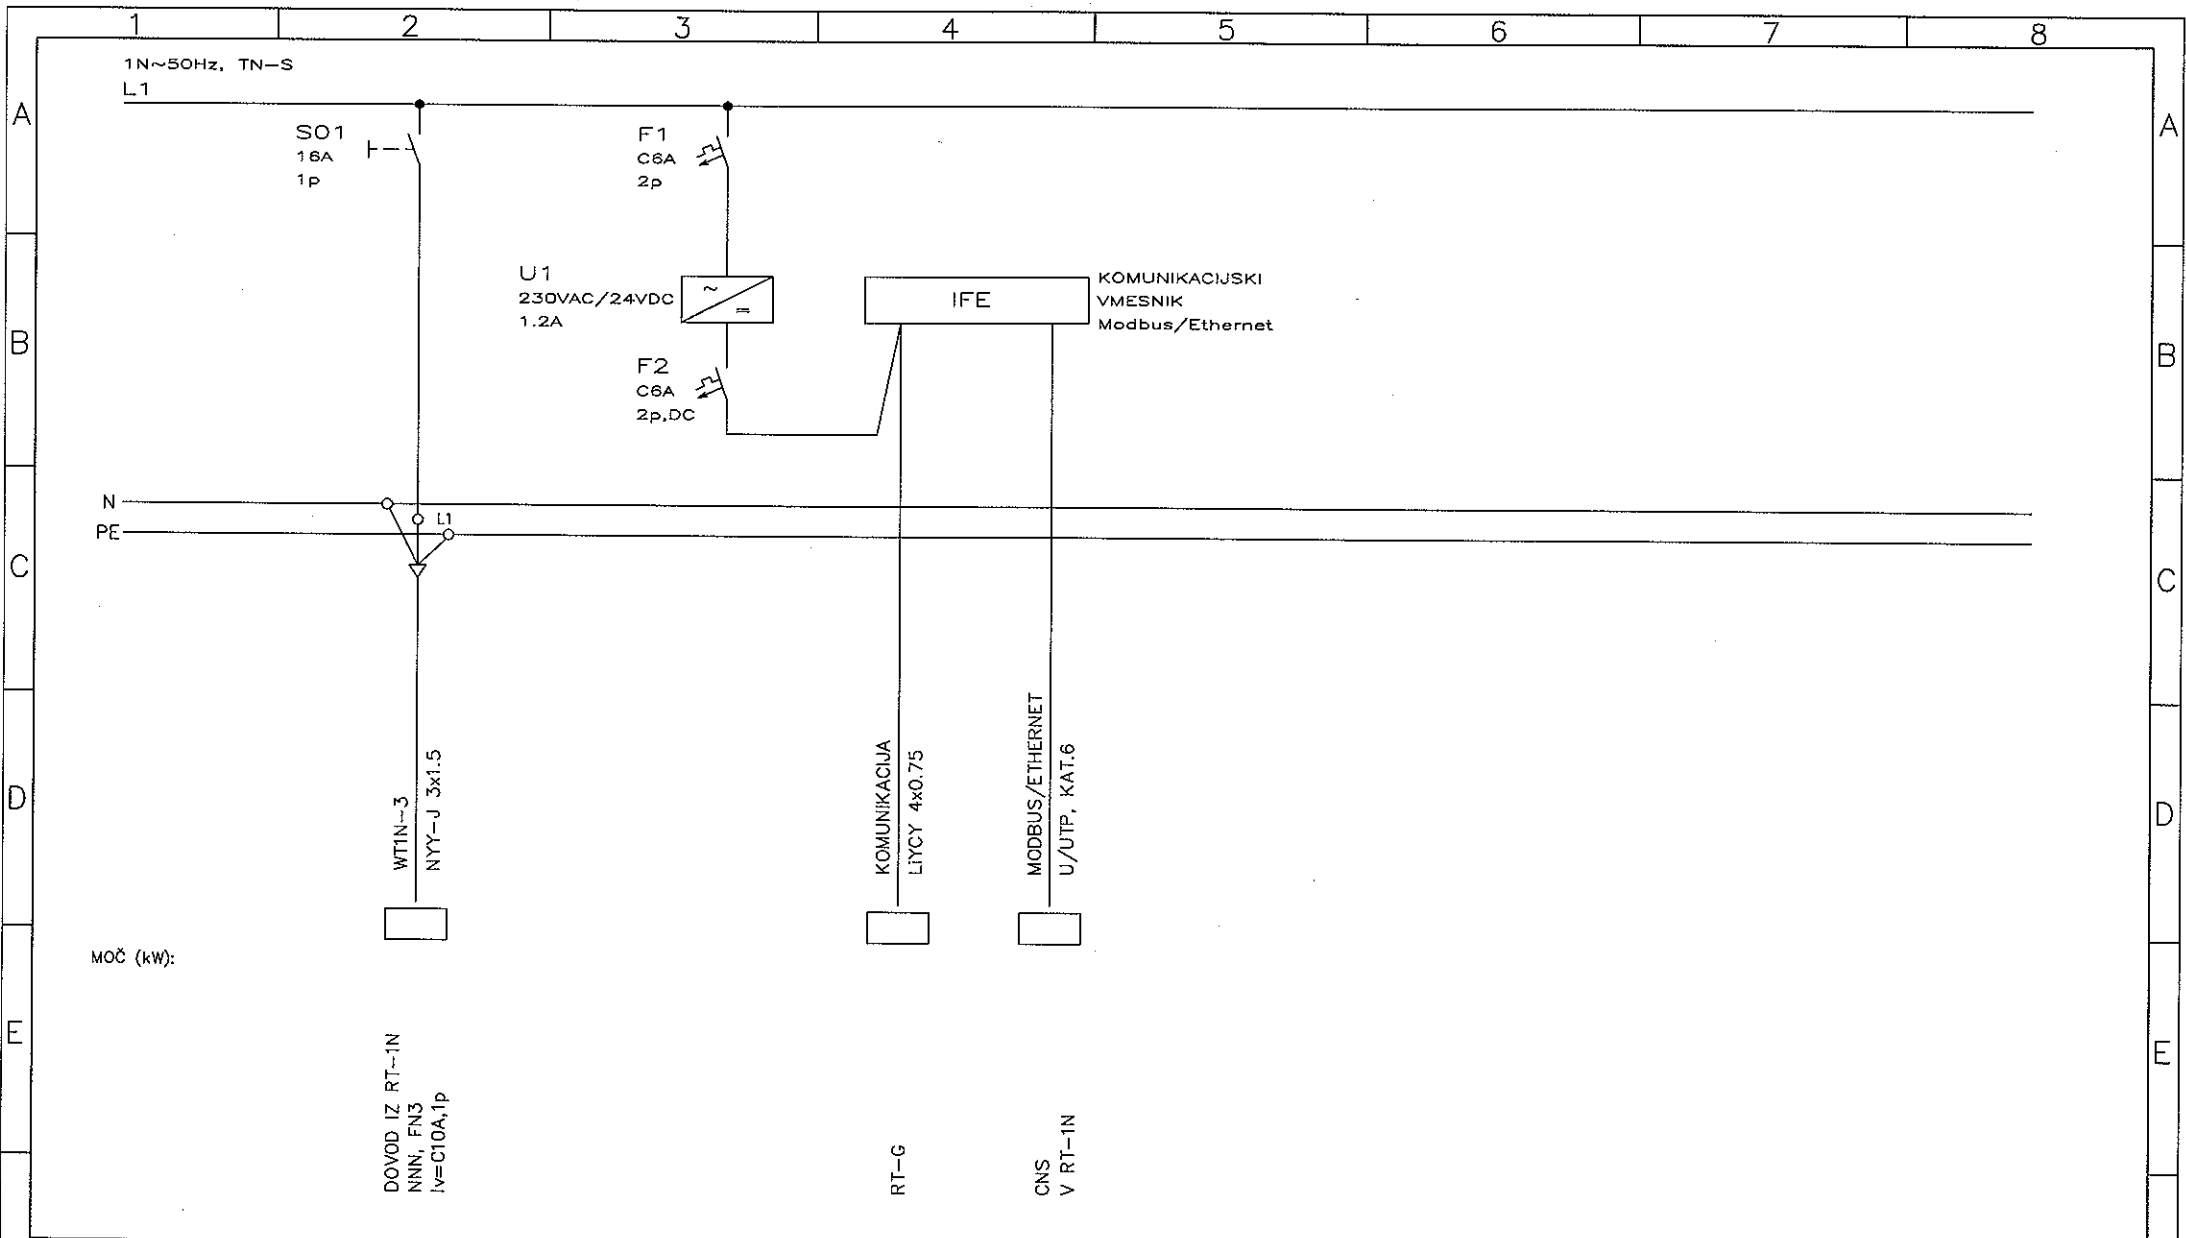 1 2 3 4 5 6 7 8
1N~50Hz, TN-S
L1
A A
SO1
16A
1p
F1
C6A
2p
U1
230VAC/24VDC
1.2A
~
=
IFE
KOMUNIKACIJSKI
VMESNIK
Modbus/Ethernet
B B
F2
C6A
2p,DC
N
L1
PE
C C
WT1N-3
NYY-J 3x1.5
KOMUNIKACIJA
LiYCY 4x0.75
MODBUS/ETHERNET
U/UTP, KAT.6
D D
MOČ (kW):
E E
DOVOD IZ RT-1N
NNN, FN3
Iv=C10A,1p
RT-G
CNS
V RT-1N